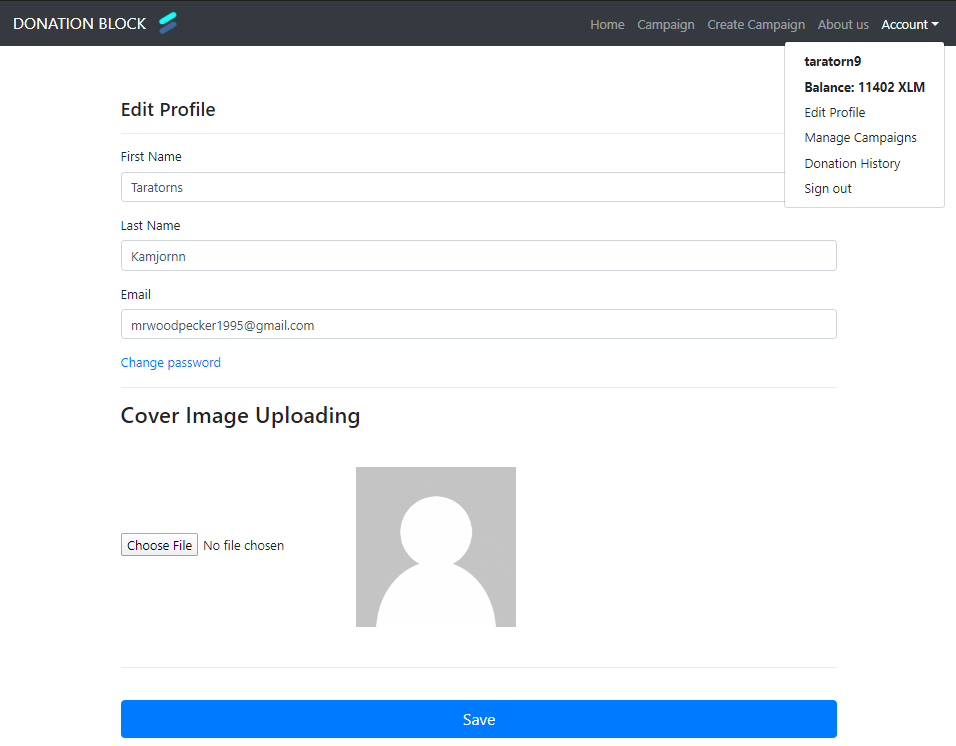 DONATION BLOCK
Home Campaign Create Campaign About us Account
taratorn9
Balance: 11402 XLM
Edit Profile
Manage Campaigns
Donation History
Sign out
Edit Profile
First Name
Taratorns
Last Name
Kamjornn
Email
mrwoodpecker1995@gmail.com
Change password
Cover Image Uploading
Choose File No file chosen
Save